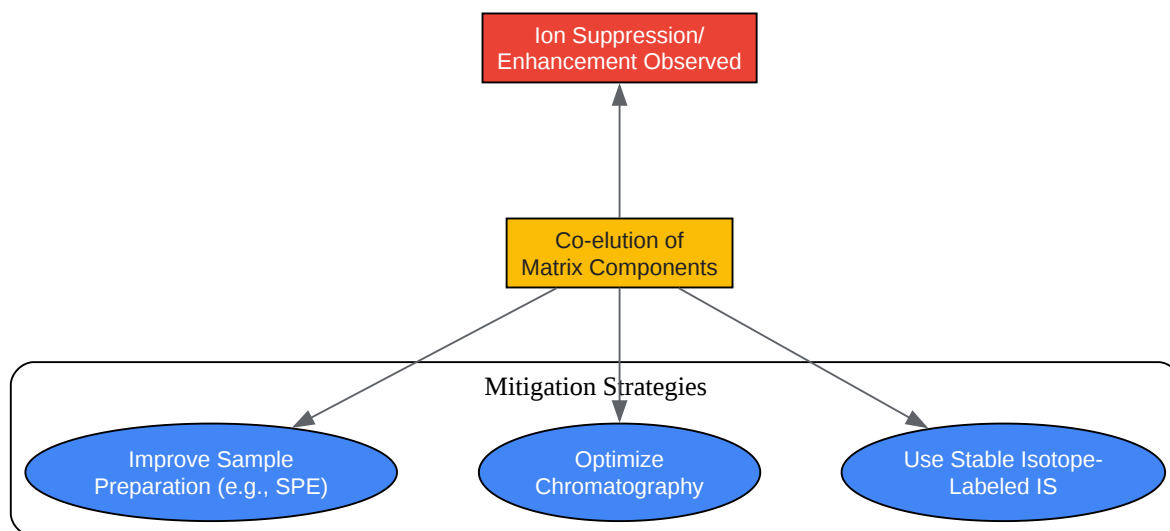 Ion Suppression/
Enhancement Observed
Co-elution of
Matrix Components
Mitigation Strategies
Improve Sample
Preparation (e.g., SPE)
Optimize
Chromatography
Use Stable Isotope-
Labeled IS